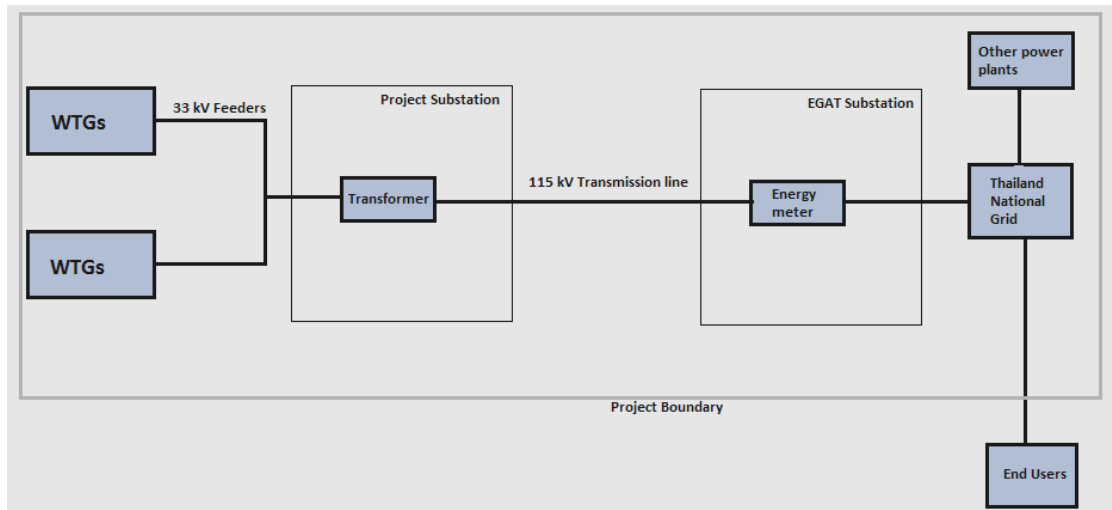 Other power
plants
Project Substation
EGAT Substation
33 kV Feeders
WTGs
115 kV Transmission line
Transformer
Energy
meter
Thailand
National
Grid
WTGs
Project Boundary
End Users